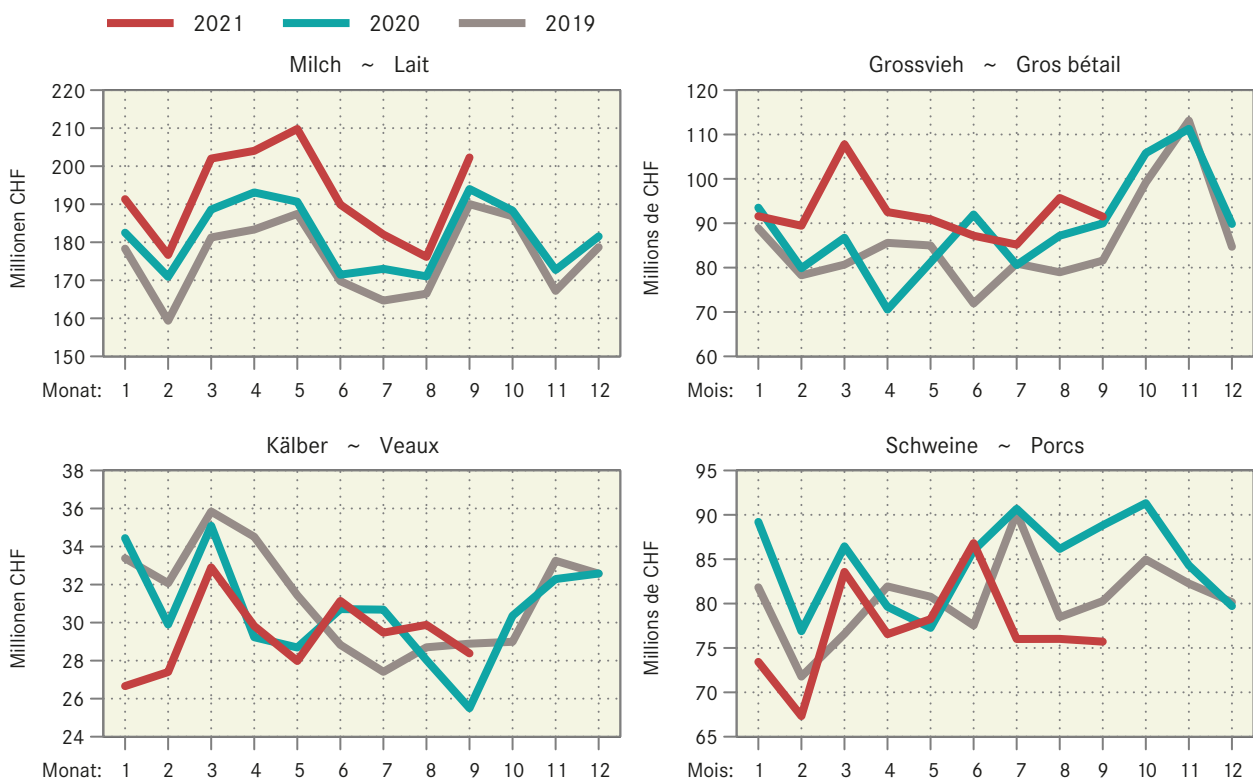 2021 2020 2019
Milch ~ Lait
Millionen CHF
220
210
200
190
180
170
160
150
Monat: 1 2 3 4 5 6 7 8 9 10 11 12
Grossvieh ~ Gros bétail
Millions de CHF
120
110
100
90
80
70
60
Mois: 1 2 3 4 5 6 7 8 9 10 11 12
Kälber ~ Veaux
Millionen CHF
38
36
34
32
30
28
26
24
Monat: 1 2 3 4 5 6 7 8 9 10 11 12
Schweine ~ Porcs
Millions de CHF
95
90
85
80
75
70
65
Mois: 1 2 3 4 5 6 7 8 9 10 11 12